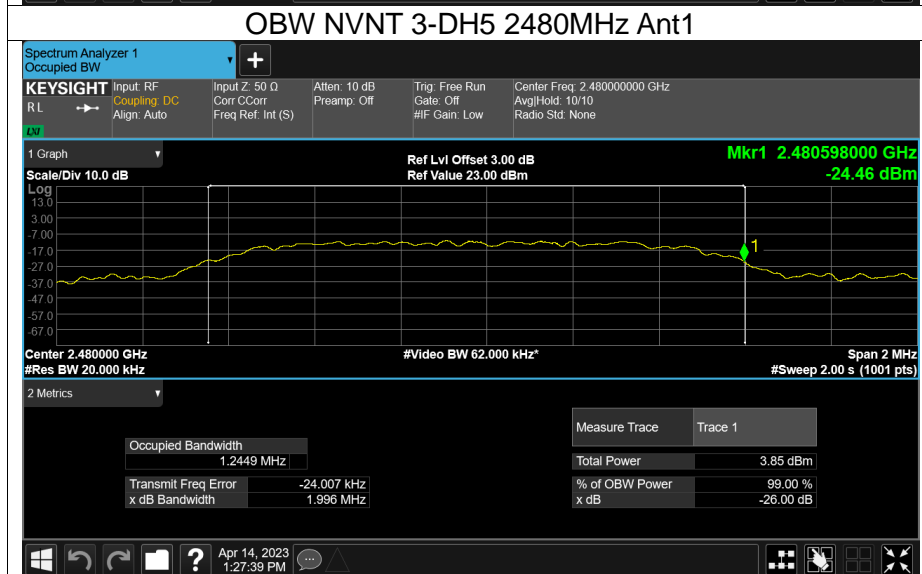 OBW NVNT 3-DH5 2480MHz Ant1
Spectrum Analyzer 1
Occupied BW
+
KEYSIGHT
R L
LXI
Input: RF
Coupling: DC
Align: Auto
Input Z: 50 Ω
Corr CCorr
Freq Ref: Int (S)
Atten: 10 dB
Preamp: Off
Trig: Free Run
Gate: Off
#IF Gain: Low
Center Freq: 2.480000000 GHz
Avg|Hold: 10/10
Radio Std: None
1 Graph
Scale/Div 10.0 dB
Ref Lvl Offset 3.00 dB
Ref Value 23.00 dBm
Mkr1 2.480598000 GHz
-24.46 dBm
Log
13.0
3.00
-7.00
-17.0
-27.0
-37.0
-47.0
-57.0
-67.0
1
Center 2.480000 GHz
#Res BW 20.000 kHz
#Video BW 62.000 kHz*
Span 2 MHz
#Sweep 2.00 s (1001 pts)
2 Metrics
Occupied Bandwidth
1.2449 MHz
Transmit Freq Error -24.007 kHz
x dB Bandwidth 1.996 MHz
Measure Trace Trace 1
Total Power 3.85 dBm
% of OBW Power 99.00 %
x dB -26.00 dB
?
Apr 14, 2023
1:27:39 PM